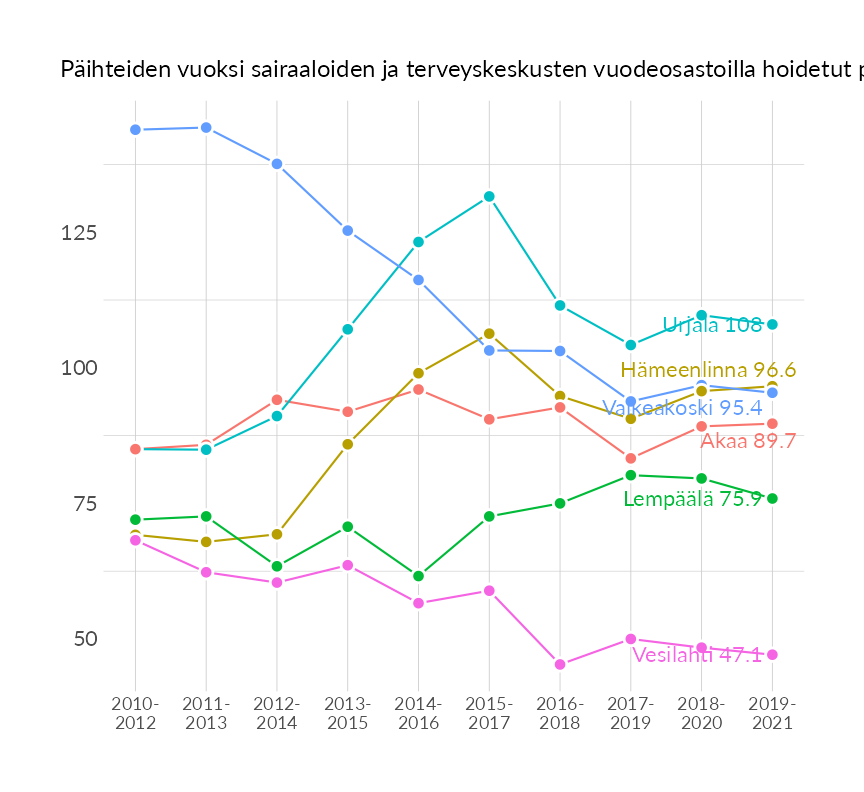 Päihteiden vuoksi sairaaloiden ja terveyskeskusten vuodeosastoilla hoidetut
125
100
75
50
Urjala 108
Hämeenlinna 96.6
Valkeakoski 95.4
Akaa 89.7
Lempäälä 75.9
Vesilahti 47.1
2010- 2011- 2012- 2013- 2014- 2015- 2016- 2017- 2018- 2019-
2012 2013 2014 2015 2016 2017 2018 2019 2020 2021